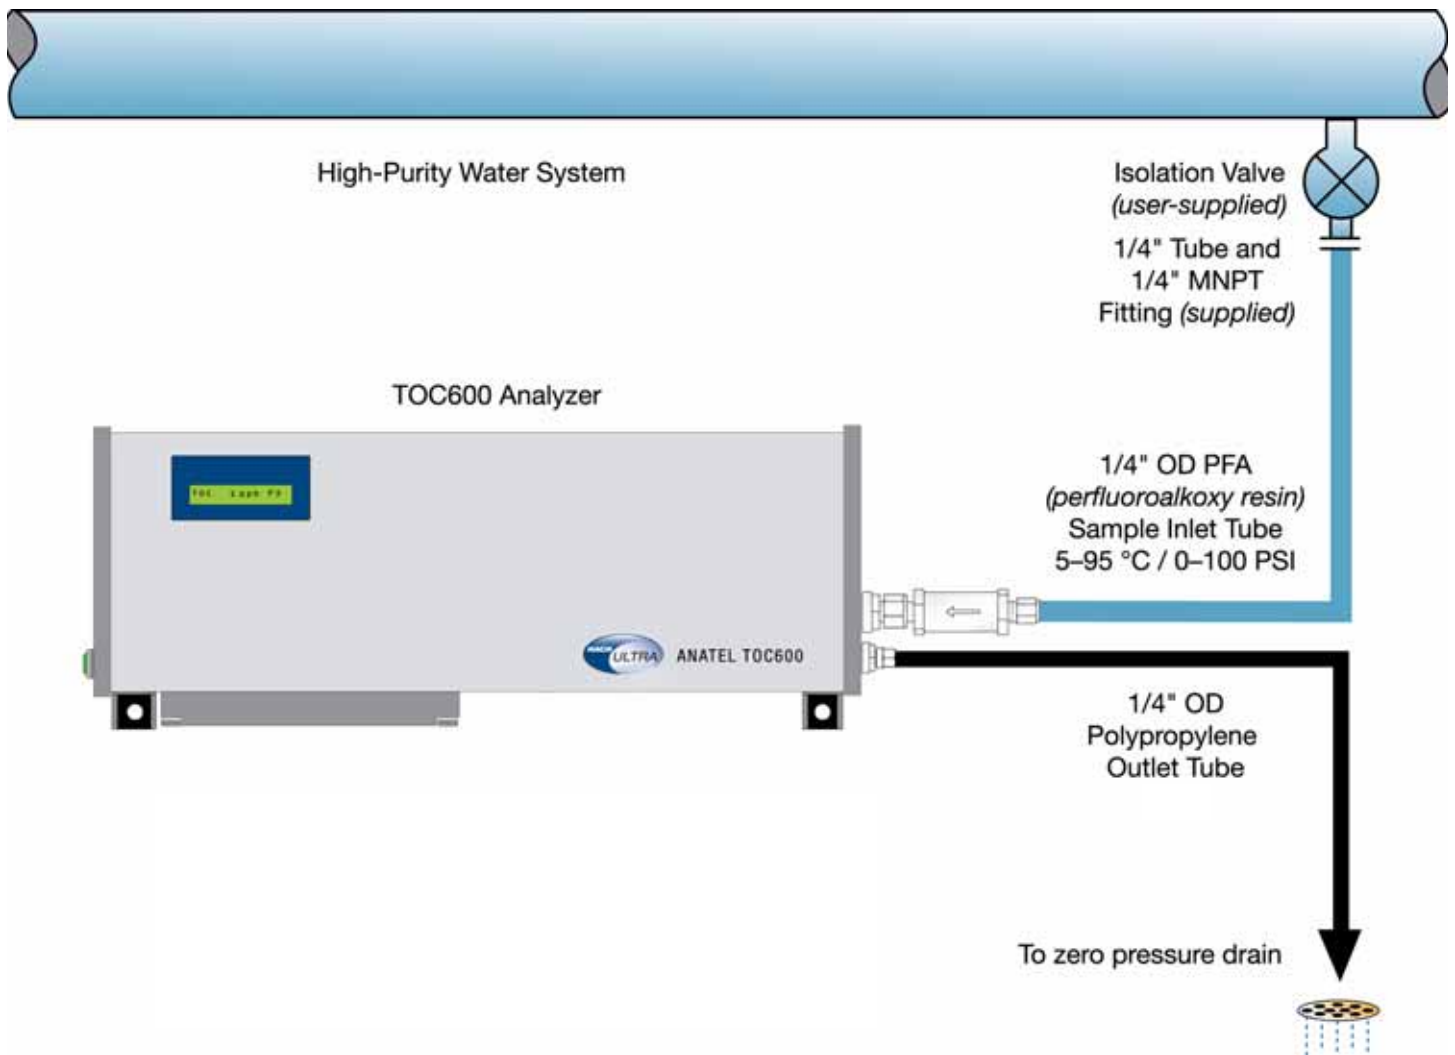 High-Purity Water System
Isolation Valve
(user-supplied)
1/4" Tube and
1/4" MNPT
Fitting (supplied)
TOC600 Analyzer
TOC
1/4" OD PFA
(perfluoroalkoxy resin)
Sample Inlet Tube
5–95 °C / 0–100 PSI
HACH
ULTRA
ANATEL TOC600
1/4" OD
Polypropylene
Outlet Tube
To zero pressure drain